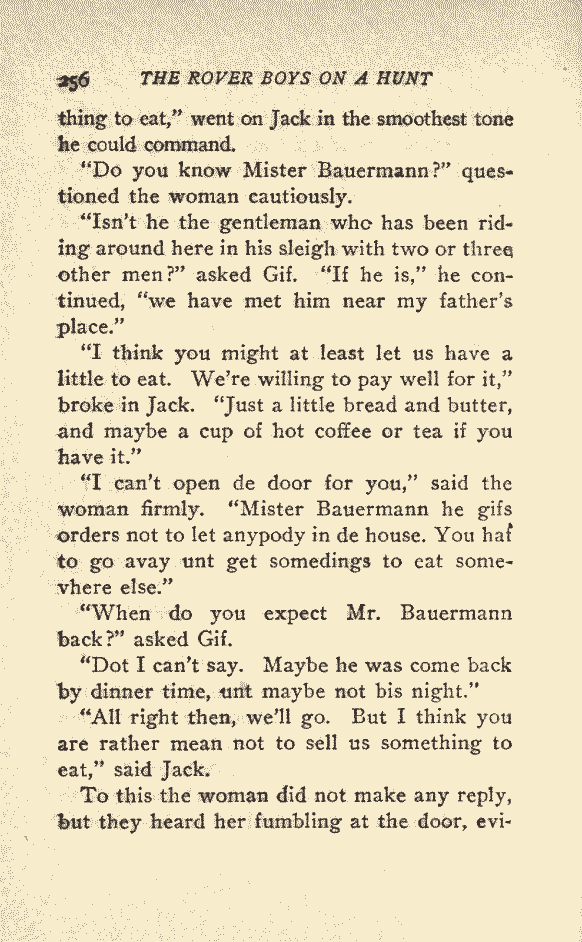 256 THE ROVER BOYS ON A HUNT
thing to eat,” went on Jack in the smoothest tone
he could command.
“Do you know Mister Bauermann?” ques-
tioned the woman cautiously.
“Isn’t he the gentleman who has been rid-
ing around here in his sleigh with two or three
other men?” asked Gif. “If he is,” he con-
tinued, “we have met him near my father’s
place.”
“I think you might at least let us have a
little to eat. We’re willing to pay well for it,”
broke in Jack. “Just a little bread and butter,
and maybe a cup of hot coffee or tea if you
have it.”
“I can’t open de door for you,” said the
woman firmly. “Mister Bauermann he gifs
orders not to let anypody in de house. You haf
to go avay unt get somedings to eat some-
vhere else.”
“When do you expect Mr. Bauermann
back?” asked Gif.
“Dot I can’t say. Maybe he was come back
by dinner time, unt maybe not bis night.”
“All right then, we’ll go. But I think you
are rather mean not to sell us something to
eat,” said Jack.
To this the woman did not make any reply,
but they heard her fumbling at the door, evi-